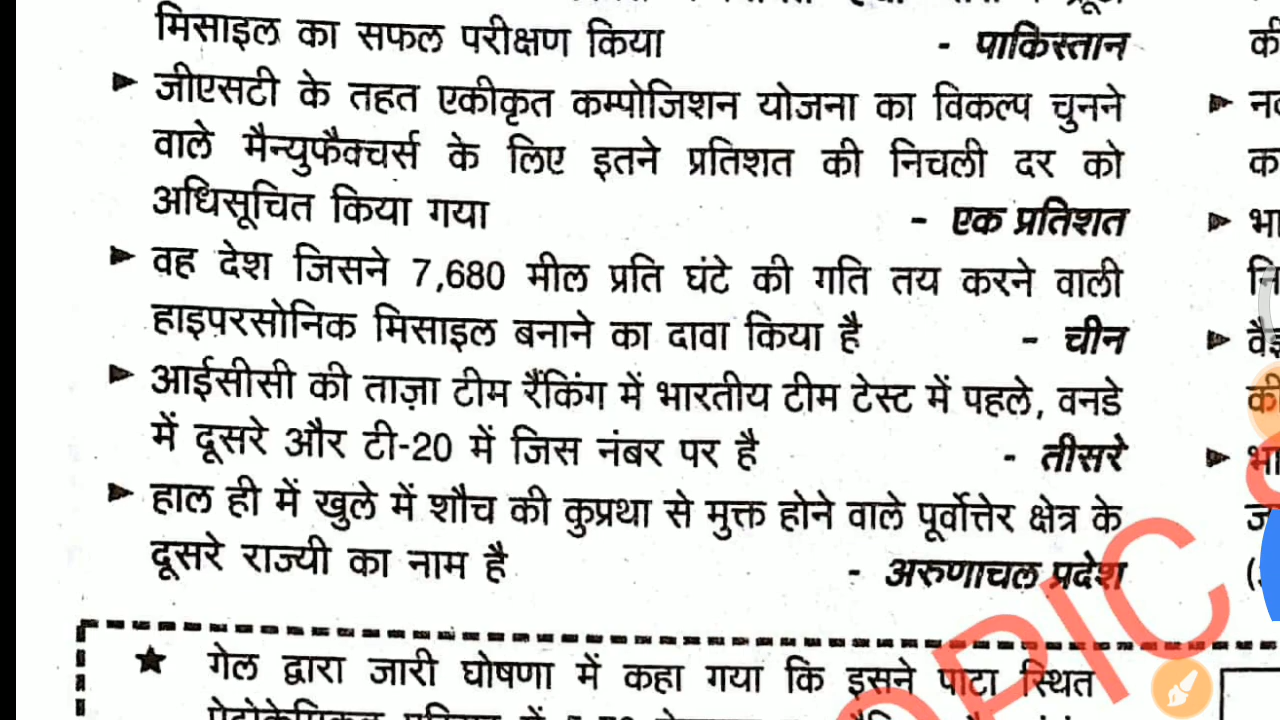 मिसाइल का सफल परीक्षण किया - पाकिस्तान
➤ जीएसटी के तहत एकीकृत कम्पोजिशन योजना का विकल्प चुनने
वाले मैन्युफैक्चर्स के लिए इतने प्रतिशत की निचली दर को
अधिसूचित किया गया - एक प्रतिशत
➤ वह देश जिसने 7,680 मील प्रति घंटे की गति तय करने वाली
हाइपरसोनिक मिसाइल बनाने का दावा किया है - चीन
➤ आईसीसी की ताज़ा टीम रैंकिंग में भारतीय टीम टेस्ट में पहले, वनडे
में दूसरे और टी-20 में जिस नंबर पर है - तीसरे
➤ हाल ही में खुले में शौच की कुप्रथा से मुक्त होने वाले पूर्वोत्तेर क्षेत्र के
दूसरे राज्यी का नाम है - अरुणाचल प्रदेश
★ गेल द्वारा जारी घोषणा में कहा गया कि इसने पाटा स्थित
की
➤
➤
➤
की
➤
OPIC